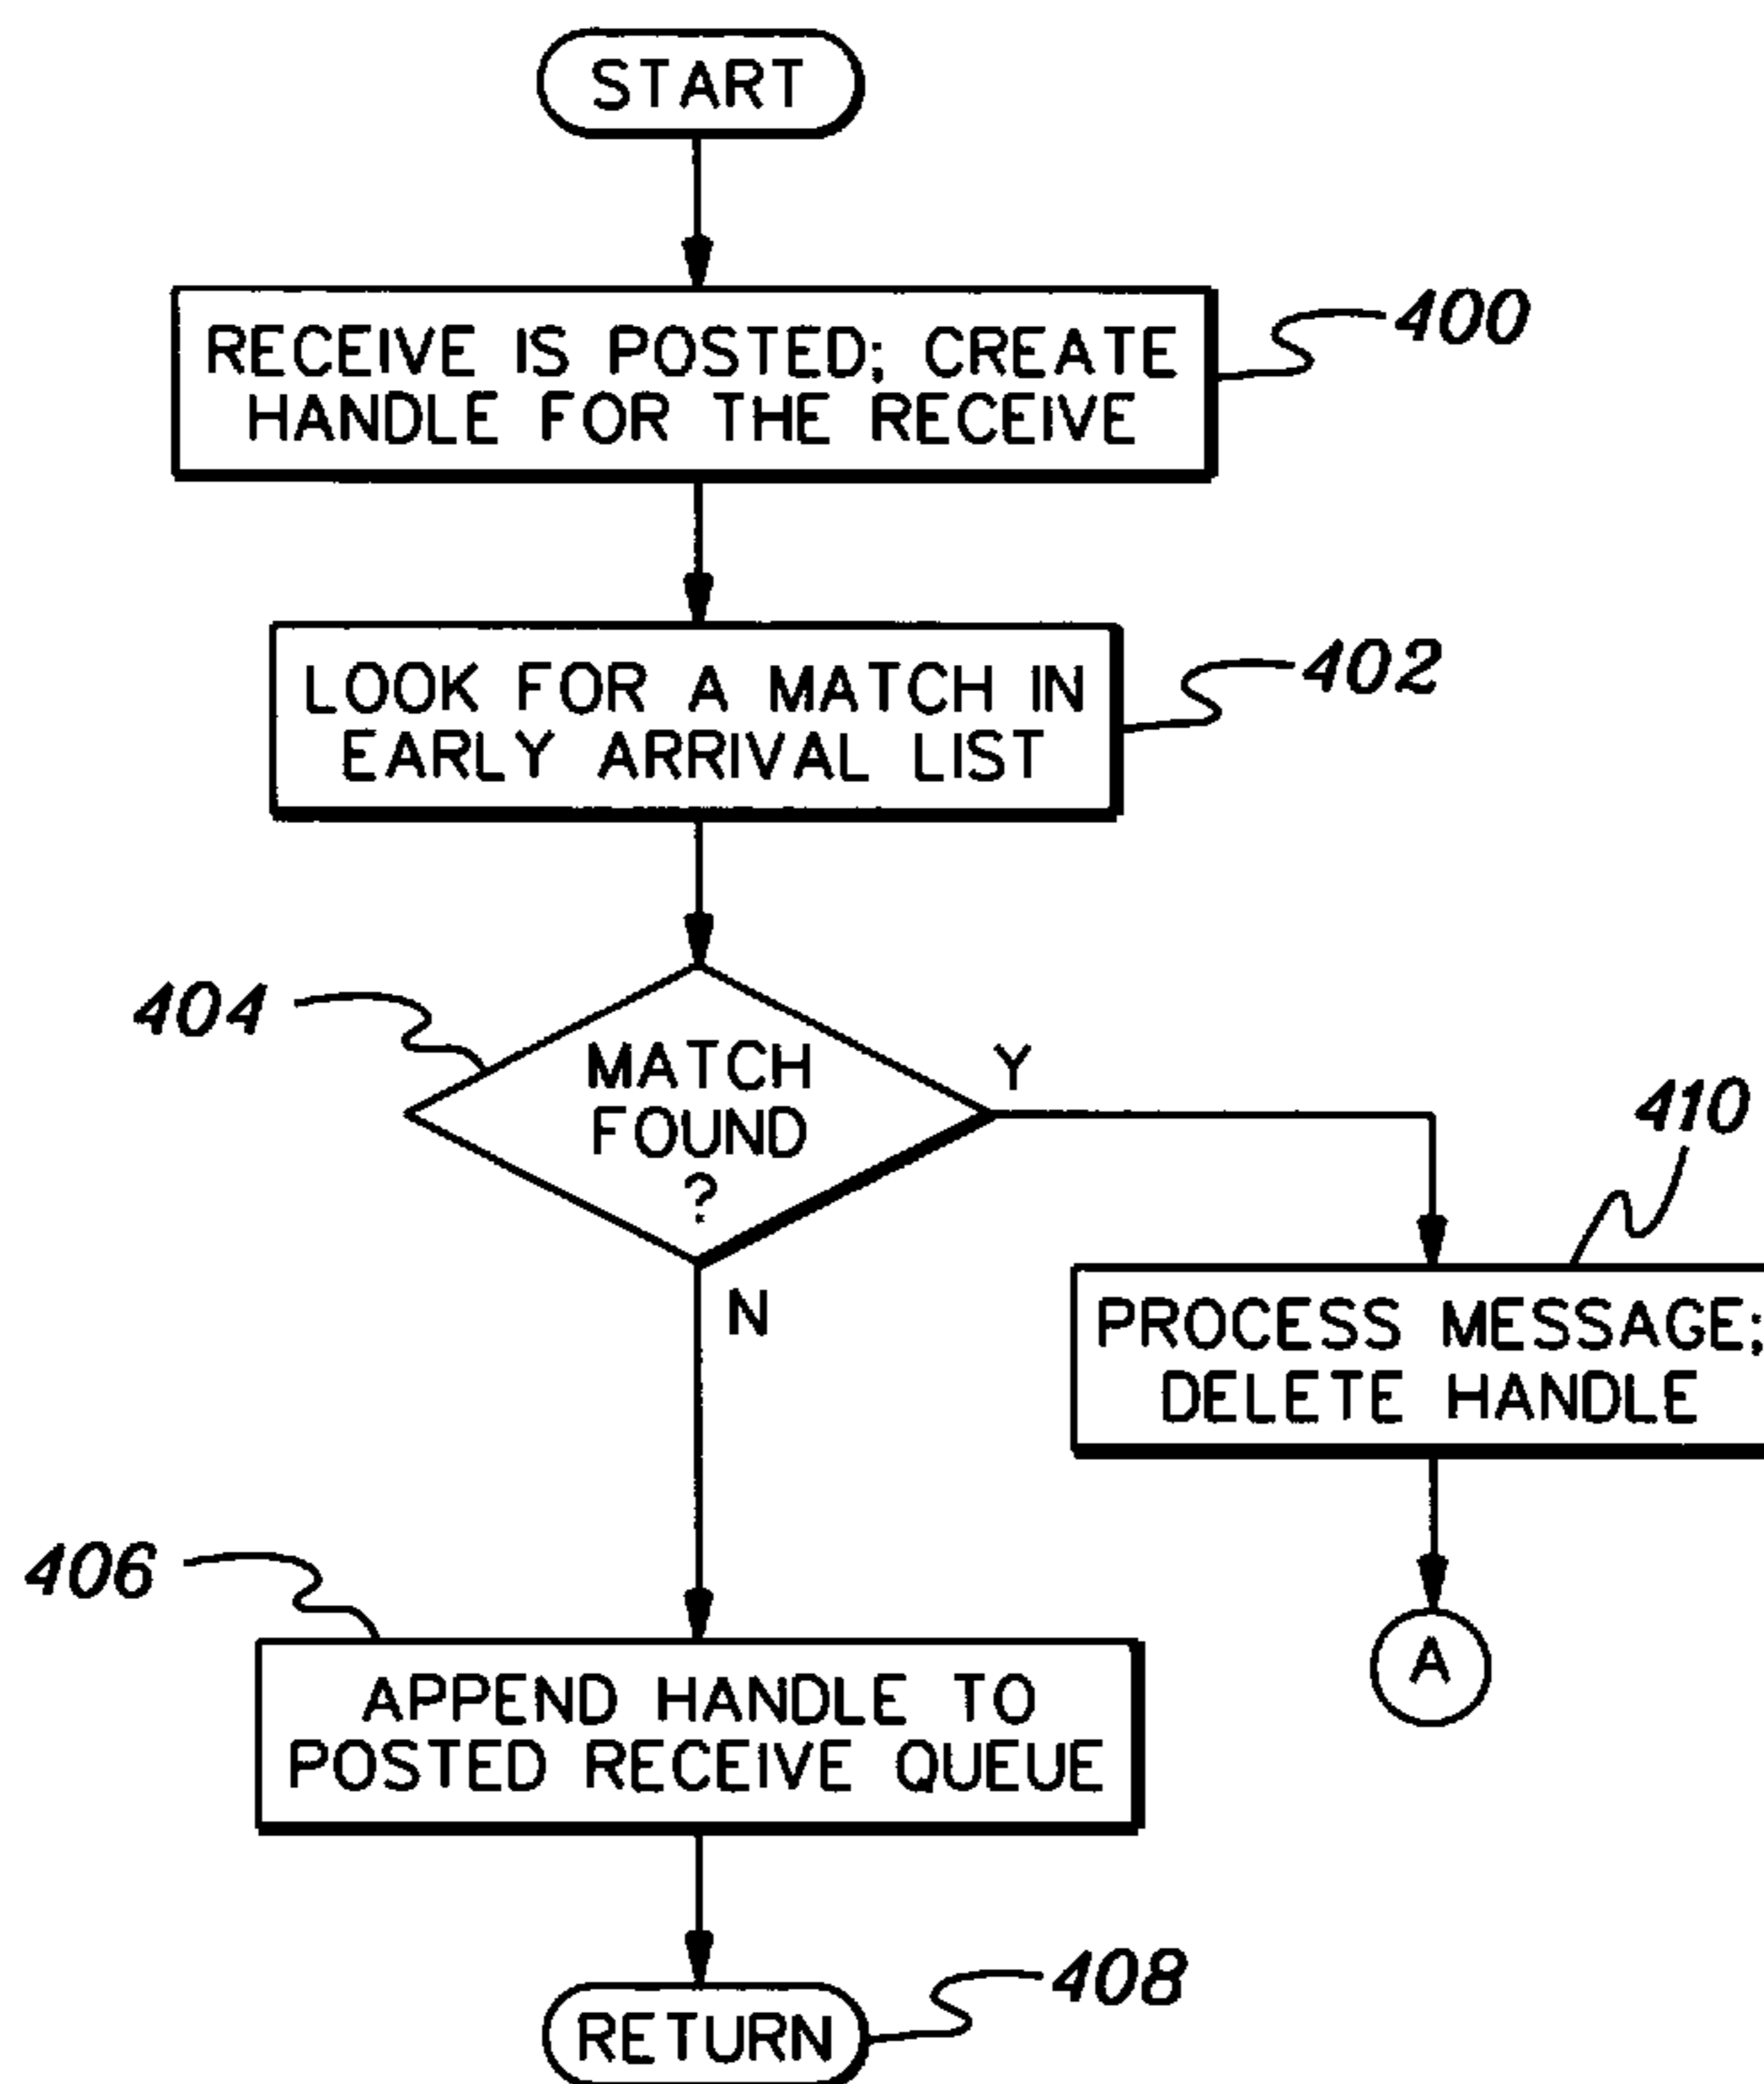 START
RECEIVE IS POSTED; CREATE
HANDLE FOR THE RECEIVE
400
LOOK FOR A MATCH IN
EARLY ARRIVAL LIST
402
404
MATCH
FOUND
?
Y
N
410
PROCESS MESSAGE;
DELETE HANDLE
A
406
APPEND HANDLE TO
POSTED RECEIVE QUEUE
RETURN
408